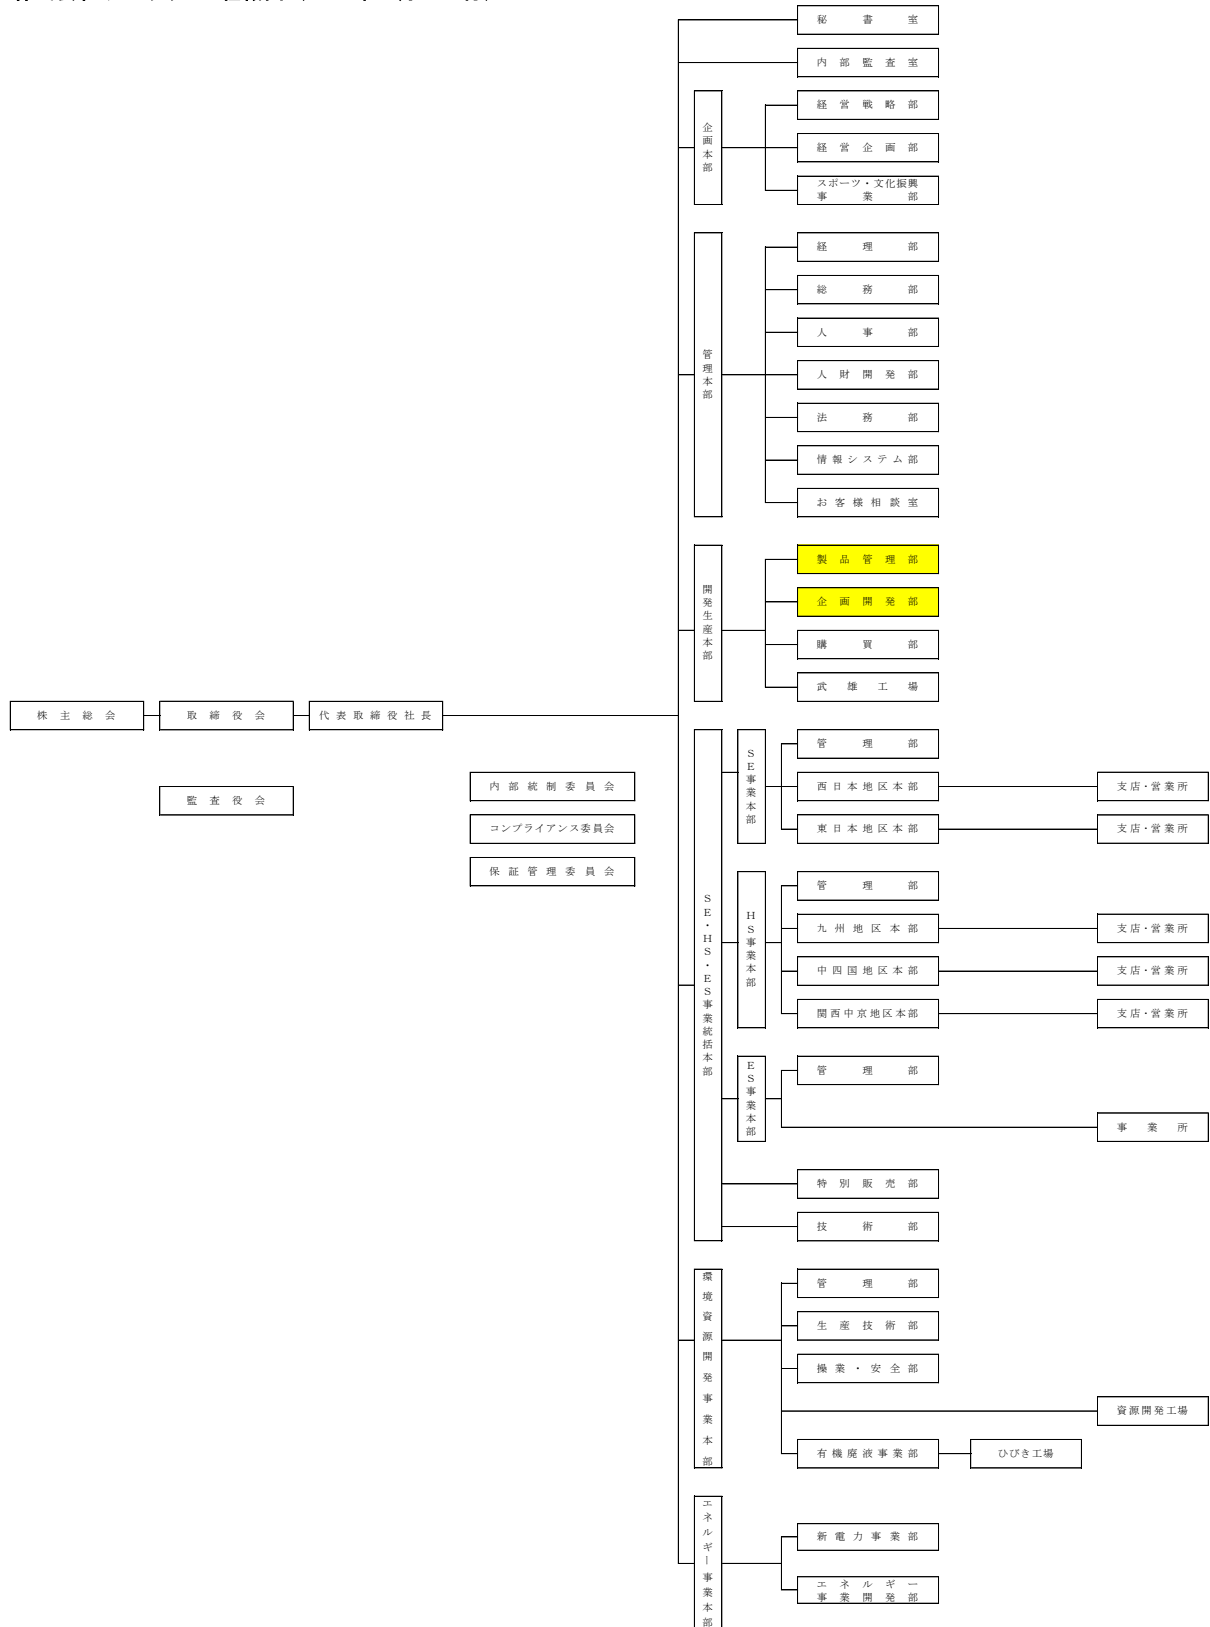 秘書室
内部監査室
企画本部
経営戦略部
経営企画部
スポーツ・文化振興
事業部
管理本部
経理部
総務部
人事部
人財開発部
法務部
情報システム部
お客様相談室
開発生産本部
製品管理部
企画開発部
購買部
武雄工場
株主総会
取締役会
代表取締役社長
監査役会
内部統制委員会
コンプライアンス委員会
保証管理委員会
SE・HS・ES事業統括本部
SE事業本部
管理部
西日本地区本部
支店・営業所
東日本地区本部
支店・営業所
HS事業本部
管理部
九州地区本部
支店・営業所
中四国地区本部
支店・営業所
関西中京地区本部
支店・営業所
ES事業本部
管理部
事業所
特別販売部
技術部
環境資源開発事業本部
管理部
生産技術部
操業・安全部
資源開発工場
有機廃液事業部
ひびき工場
エネルギー事業本部
新電力事業部
エネルギー
事業開発部